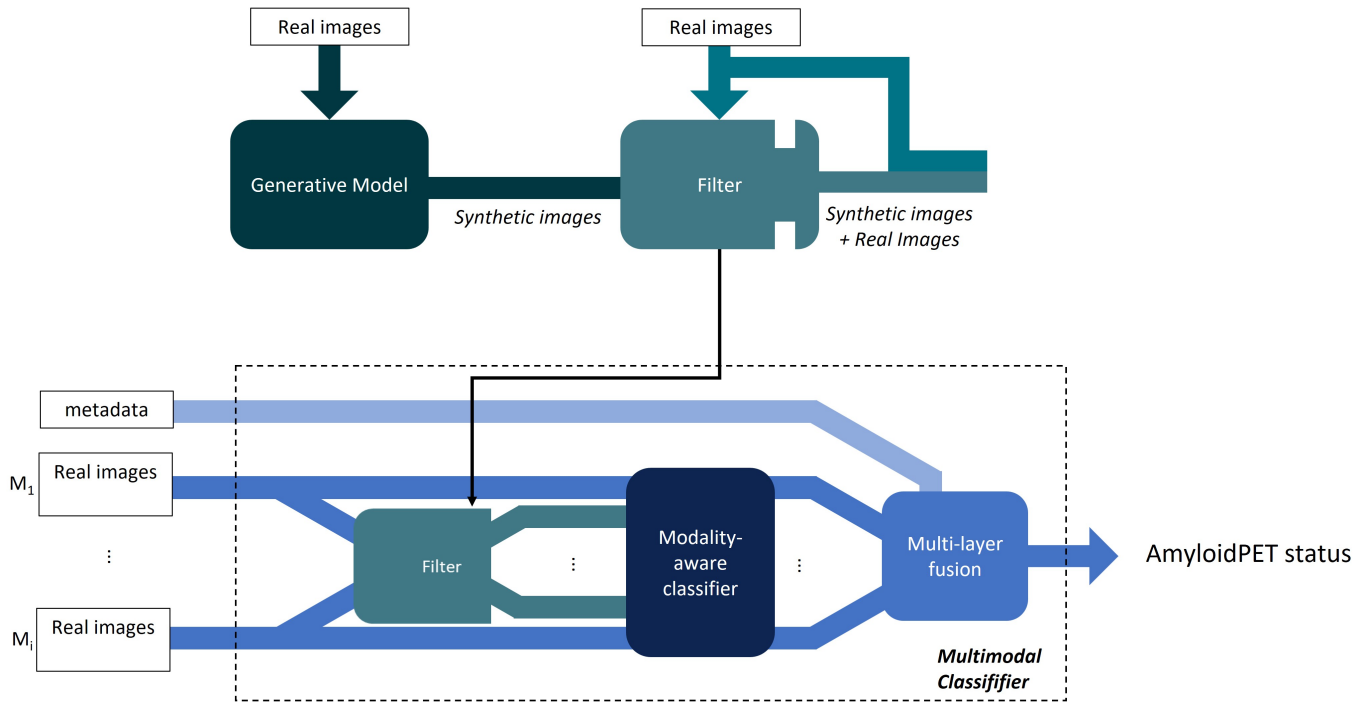 Real images
Real images
Generative Model
Filter
Synthetic images
Synthetic images
+ Real Images
metadata
M1
Real images
⋮
Filter
⋮
Modality-
aware
classifier
⋮
Multi-layer
fusion
AmyloidPET status
Mi
Real images
Multimodal
Classififier